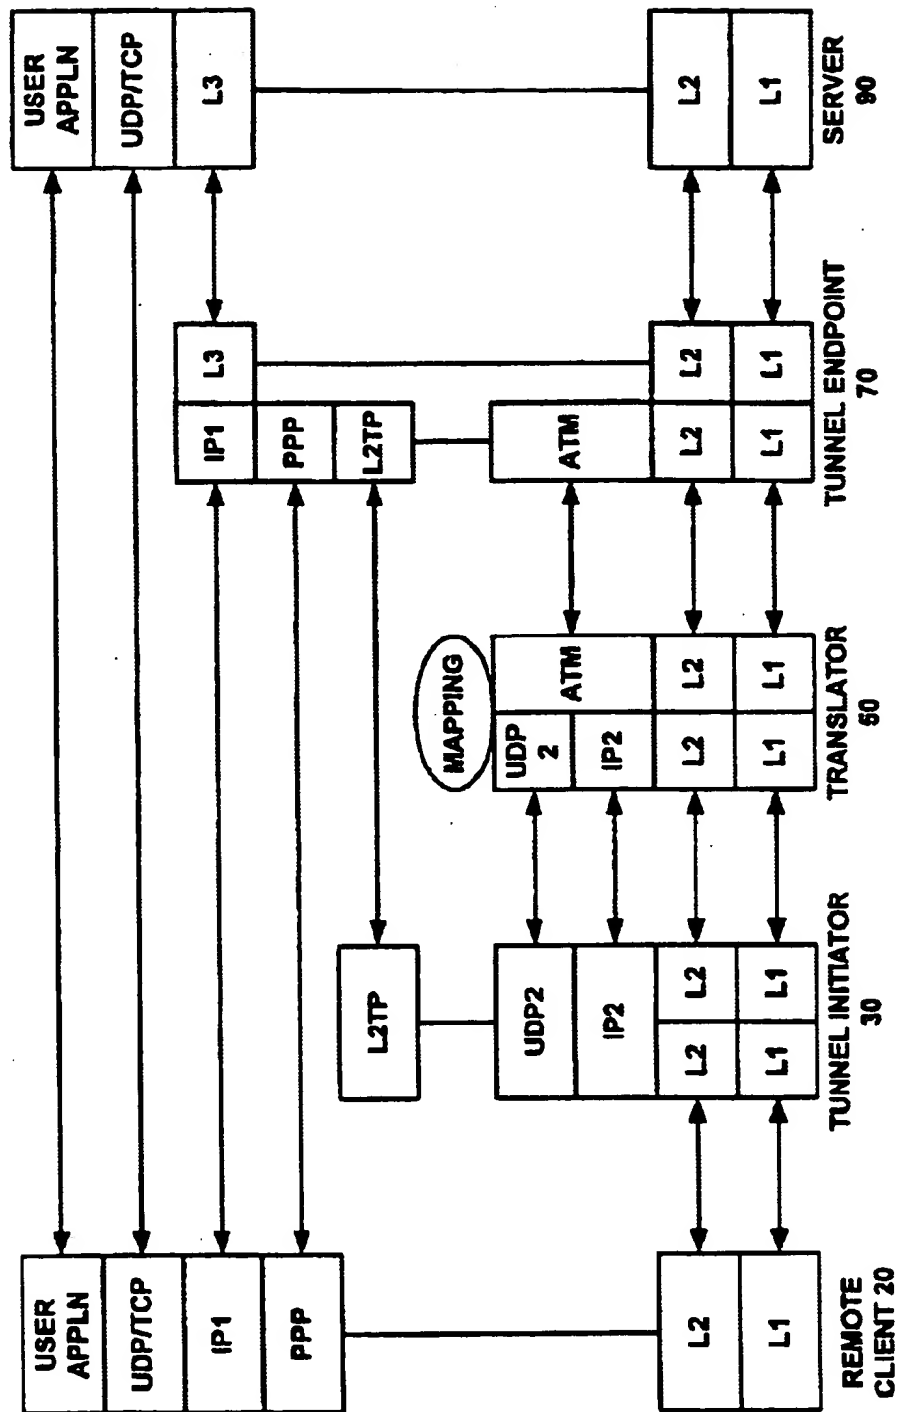 USER
APPLN
UDP/TCP
IP1
PPP
L2
L1
REMOTE
CLIENT 20
L2TP
UDP2
IP2
L2
L2
L1
L1
TUNNEL INITIATOR
30
MAPPING
UDP
2
ATM
IP2
L2
L2
L1
L1
TRANSLATOR
60
IP1
L3
PPP
L2TP
ATM
L2
L2
L1
L1
TUNNEL ENDPOINT
70
USER
APPLN
UDP/TCP
L3
L2
L1
SERVER
90